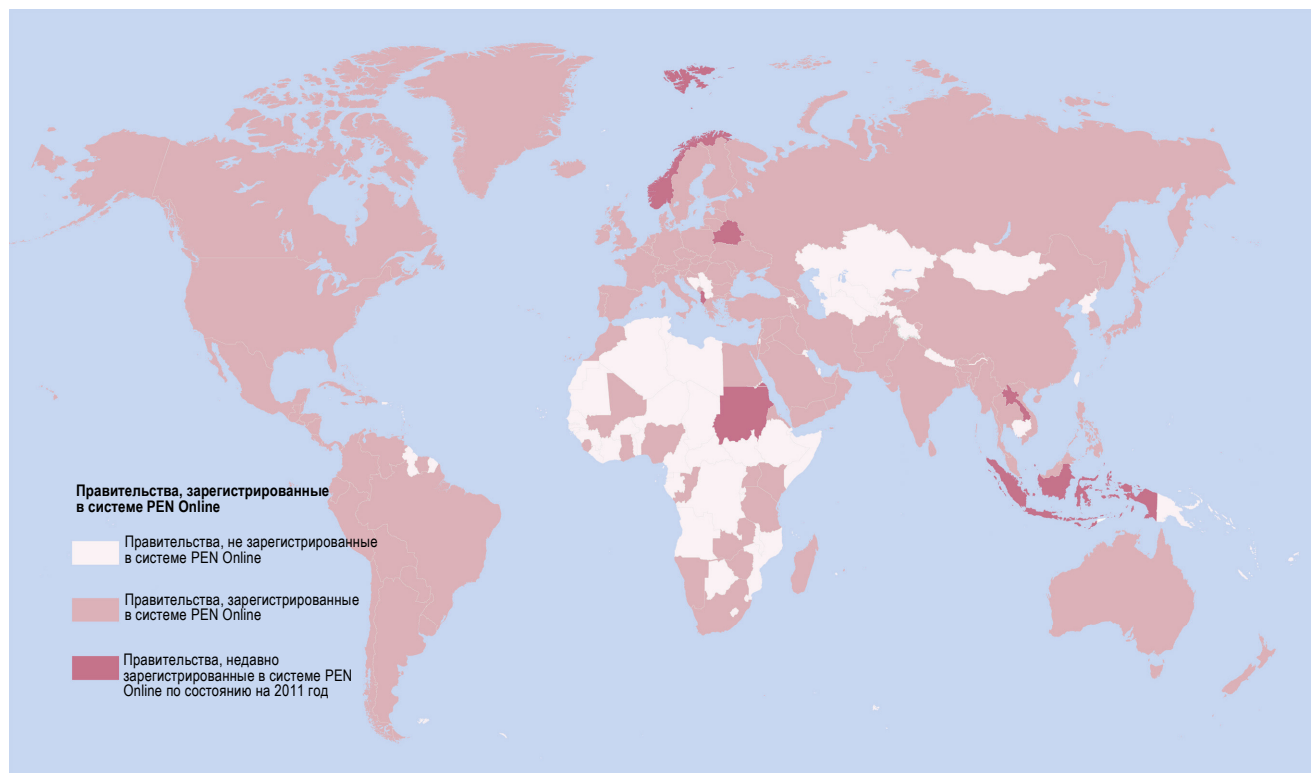 Правительства, зарегистрированные
в системе PEN Online
Правительства, не зарегистрированные
в системе PEN Online
Правительства, зарегистрированные
в системе PEN Online
Правительства, недавно
зарегистрированные в системе PEN
Online по состоянию на 2011 год